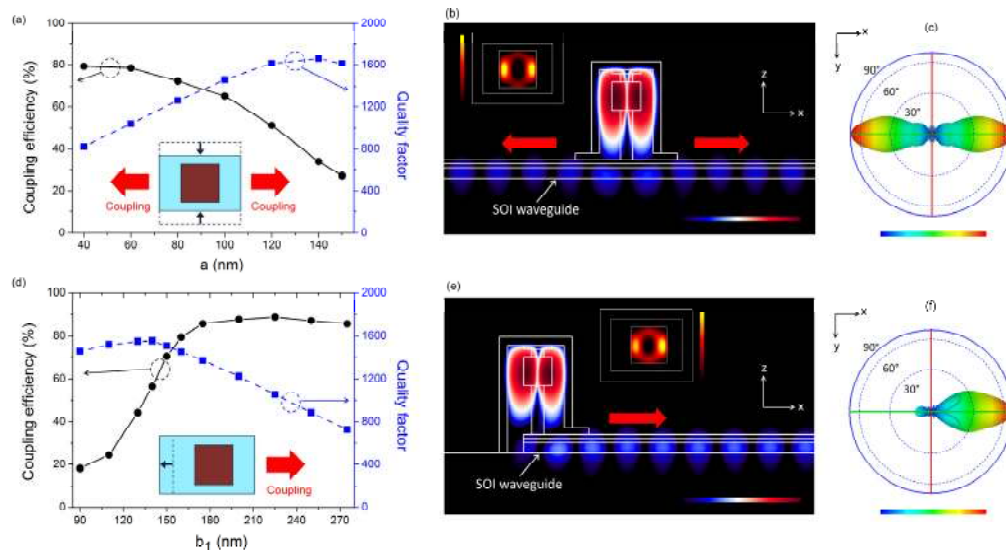 (a)
Coupling efficiency (%)
100
80
60
40
20
0
40 60 80 100 120 140
a (nm)
2000
1600
1200
800
400
0
Quality factor
Coupling
Coupling
(b)
z
x
SOI waveguide
(c)
x
y
90°
60°
30°
(d)
Coupling efficiency (%)
100
80
60
40
20
0
90 120 150 180 210 240 270
b1 (nm)
2000
1600
1200
800
400
0
Quality factor
Coupling
(e)
z
x
SOI waveguide
(f)
x
y
90°
60°
30°